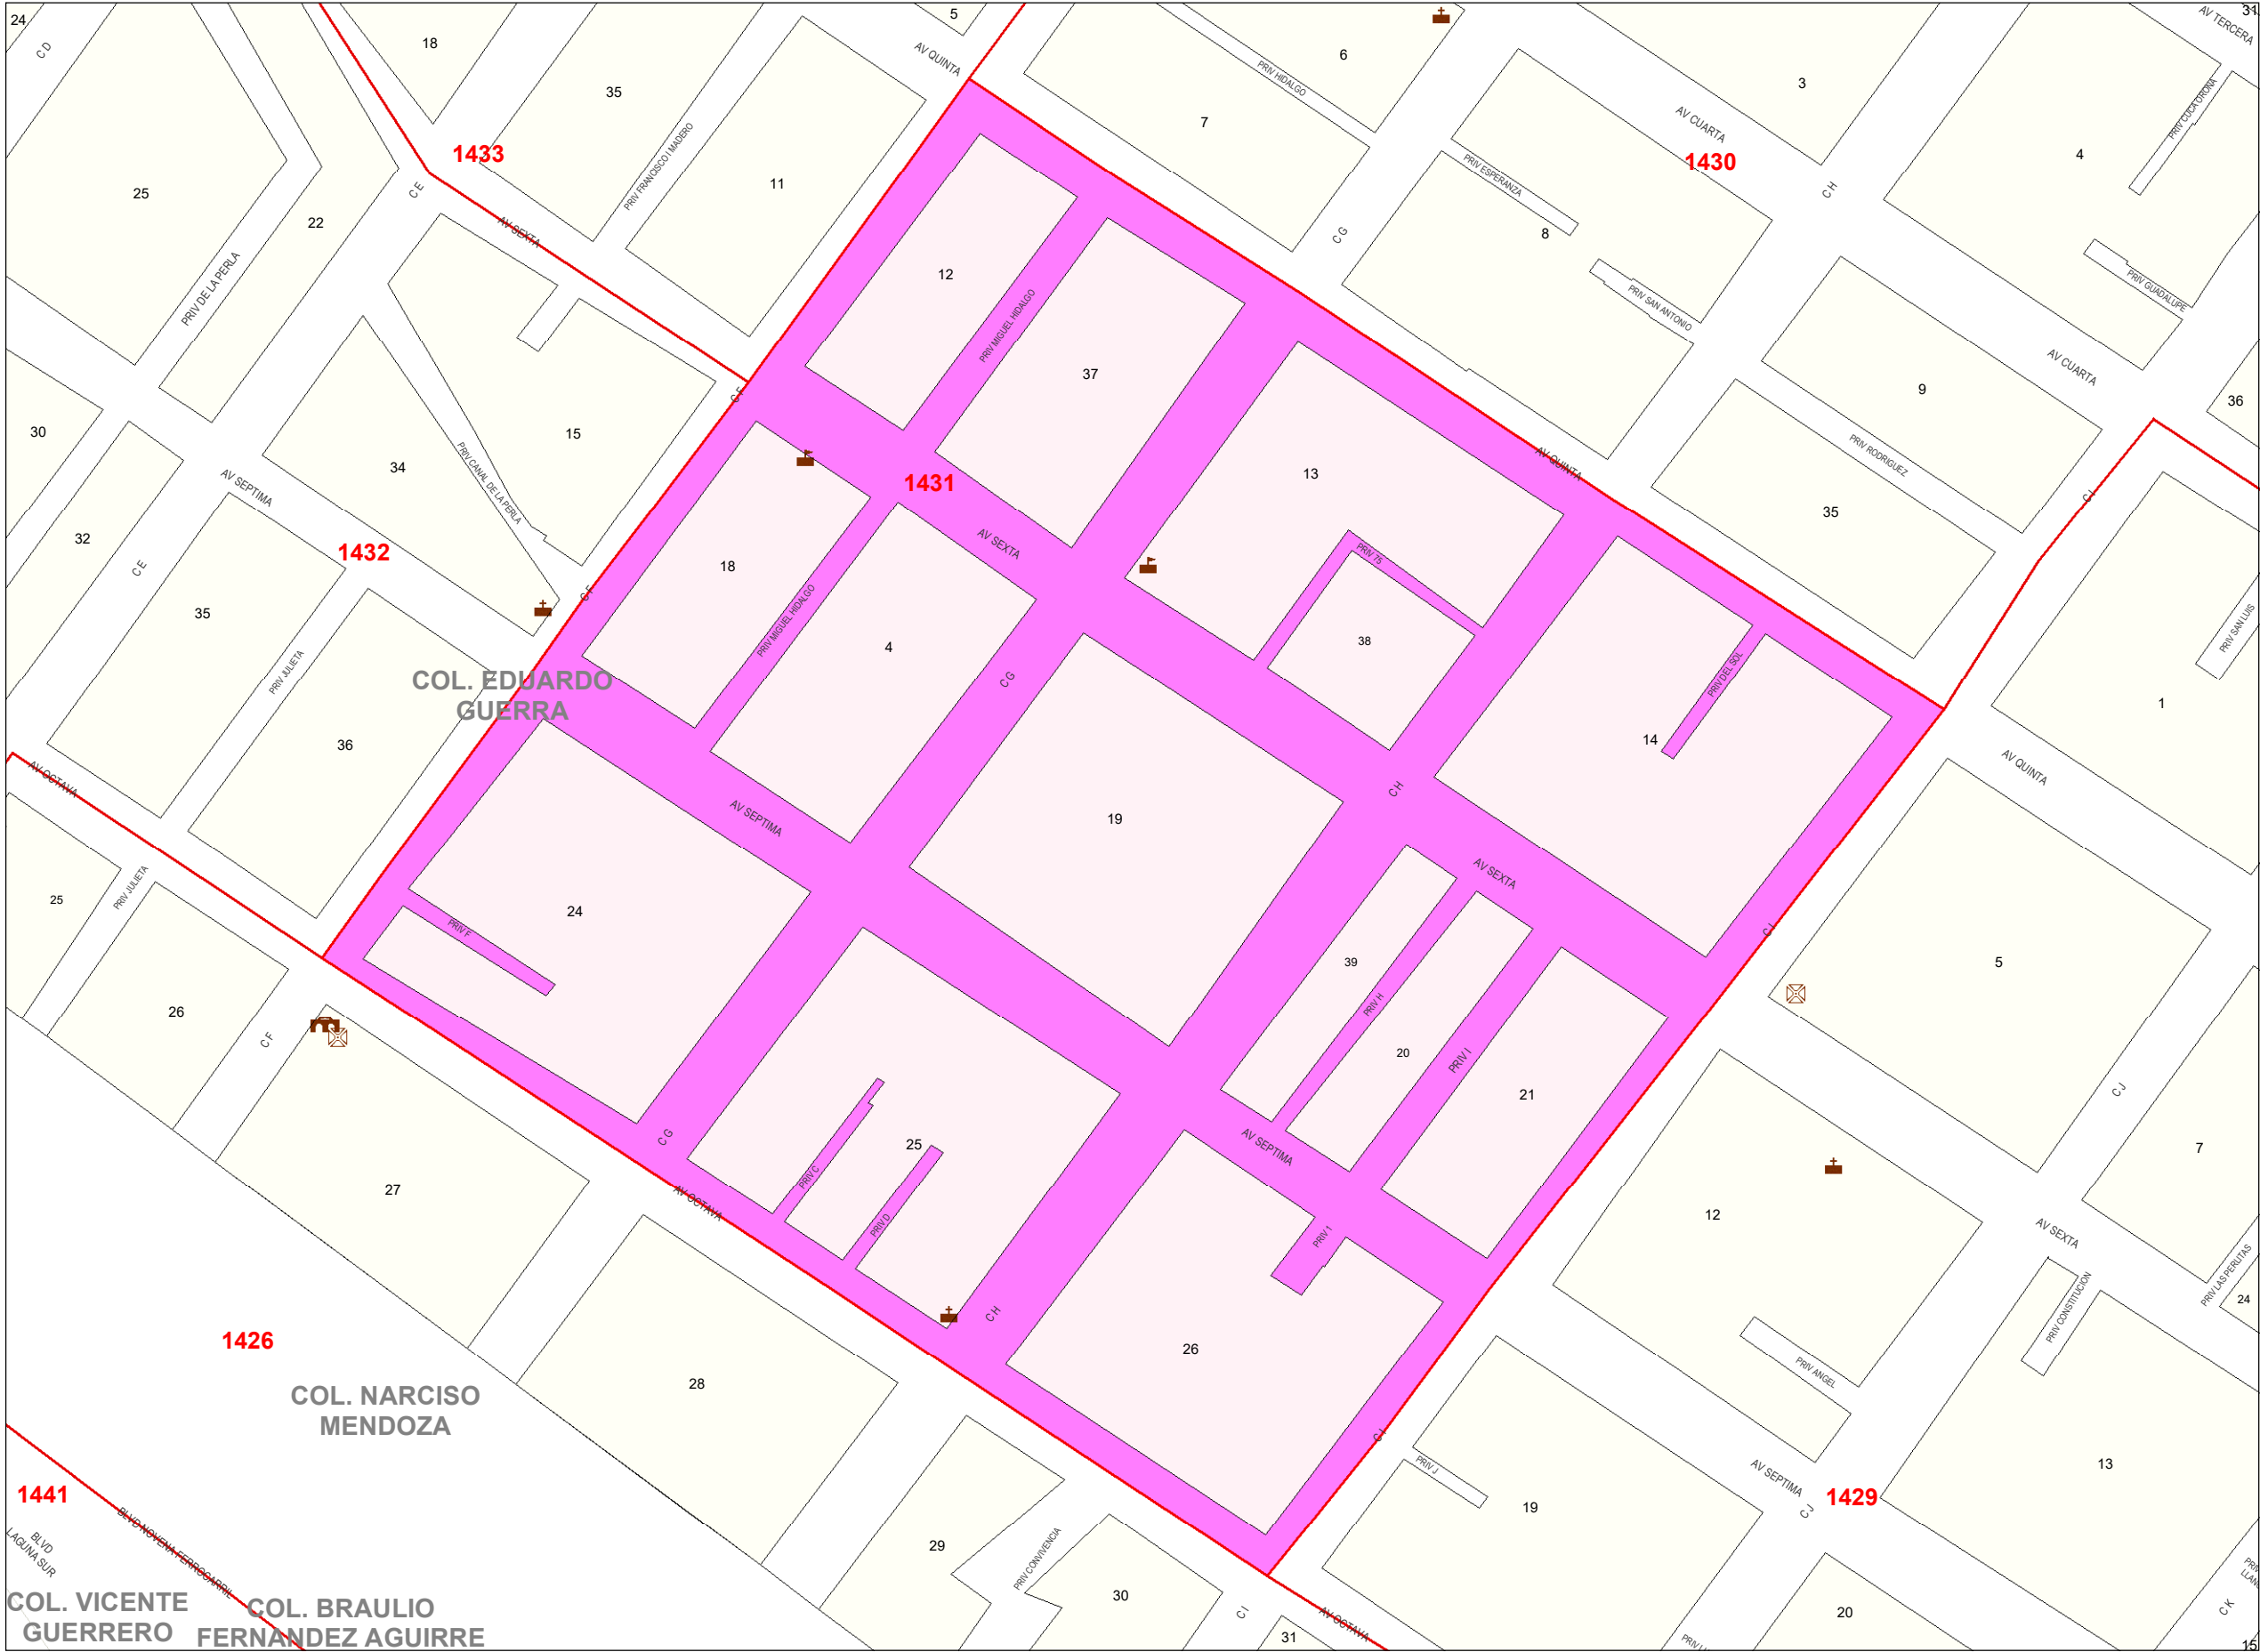 24
C D
18
35
5
AV QUINTA
6
PRIV HIDALGO
7
3
AV CUARTA
AV TERCERA
31
PRIV CUCA ORONA
4
1433
1430
PRIV FRANCISCO I MADERO
11
25
22
C E
AV SEXTA
PRIV ESPERANZA
8
C G
C H
PRIV DE LA PERLA
12
PRIV MIGUEL HIDALGO
37
PRIV SAN ANTONIO
PRIV GUADALUPE
AV CUARTA
9
36
C F
30
15
34
PRIV CANAL DE LA PERLA
AV SEPTIMA
1431
13
AV QUINTA
PRIV RODRIGUEZ
35
C I
32
C E
1432
18
AV SEXTA
PRIV 75
C F
35
PRIV JULIETA
PRIV MIGUEL HIDALGO
4
38
PRIV DEL SOL
PRIV SAN LUIS
COL. EDUARDO
GUERRA
C G
1
36
14
AV OCTAVA
AV QUINTA
AV SEPTIMA
19
C H
AV SEXTA
25
PRIV JULIETA
24
PRIV F
C I
39
5
26
C F
PRIV H
20
PRIV I
21
C J
25
C G
AV SEPTIMA
7
27
PRIV C
AV OCTAVA
PRIV D
PRIV 1
12
AV SEXTA
PRIV LAS PERLITAS
24
PRIV CONSTITUCION
C H
1426
26
PRIV ANGEL
28
COL. NARCISO
MENDOZA
C I
PRIV J
13
AV SEPTIMA
1441
1429
C J
19
BLVD NOVENA FERROCARRIL
BLVD
LAGUNA SUR
29
PRIV CONVIVENCIA
30
C I
COL. VICENTE
GUERRERO
COL. BRAULIO
FERNANDEZ AGUIRRE
31
AV OCTAVA
20
C K
15